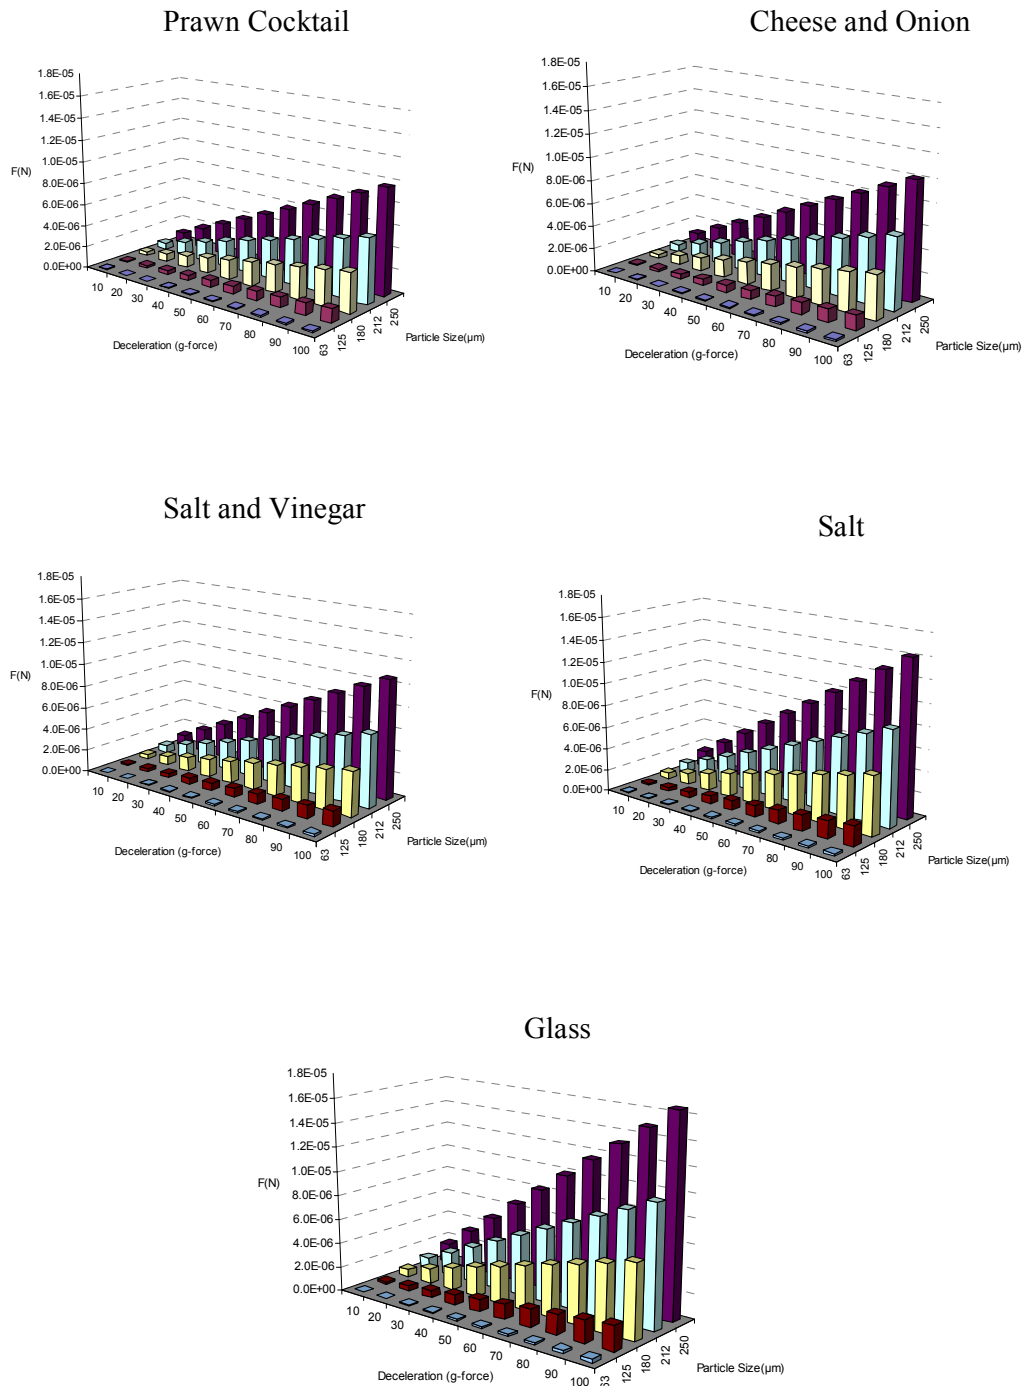 Prawn Cocktail
1.8E-05
1.6E-05
1.4E-05
1.2E-05
1.0E-05
8.0E-06
6.0E-06
4.0E-06
2.0E-06
0.0E+00
F(N)
10 20 30 40 50 60 70 80 90 100
Deceleration (g-force)
63 125 180 212 250
Particle Size(µm)
Cheese and Onion
1.8E-05
1.6E-05
1.4E-05
1.2E-05
1.0E-05
8.0E-06
6.0E-06
4.0E-06
2.0E-06
0.0E+00
F(N)
10 20 30 40 50 60 70 80 90 100
Deceleration (g-force)
63 125 180 212 250
Particle Size(µm)
Salt and Vinegar
1.8E-05
1.6E-05
1.4E-05
1.2E-05
1.0E-05
8.0E-06
6.0E-06
4.0E-06
2.0E-06
0.0E+00
F(N)
10 20 30 40 50 60 70 80 90 100
Deceleration (g-force)
63 125 180 212 250
Particle Size(µm)
Salt
1.8E-05
1.6E-05
1.4E-05
1.2E-05
1.0E-05
8.0E-06
6.0E-06
4.0E-06
2.0E-06
0.0E+00
F(N)
10 20 30 40 50 60 70 80 90 100
Deceleration (g-force)
63 125 180 212 250
Particle Size(µm)
Glass
1.8E-05
1.6E-05
1.4E-05
1.2E-05
1.0E-05
8.0E-06
6.0E-06
4.0E-06
2.0E-06
0.0E+00
F(N)
10 20 30 40 50 60 70 80 90 100
Deceleration (g-force)
63 125 180 212 250
Particle Size(µm)